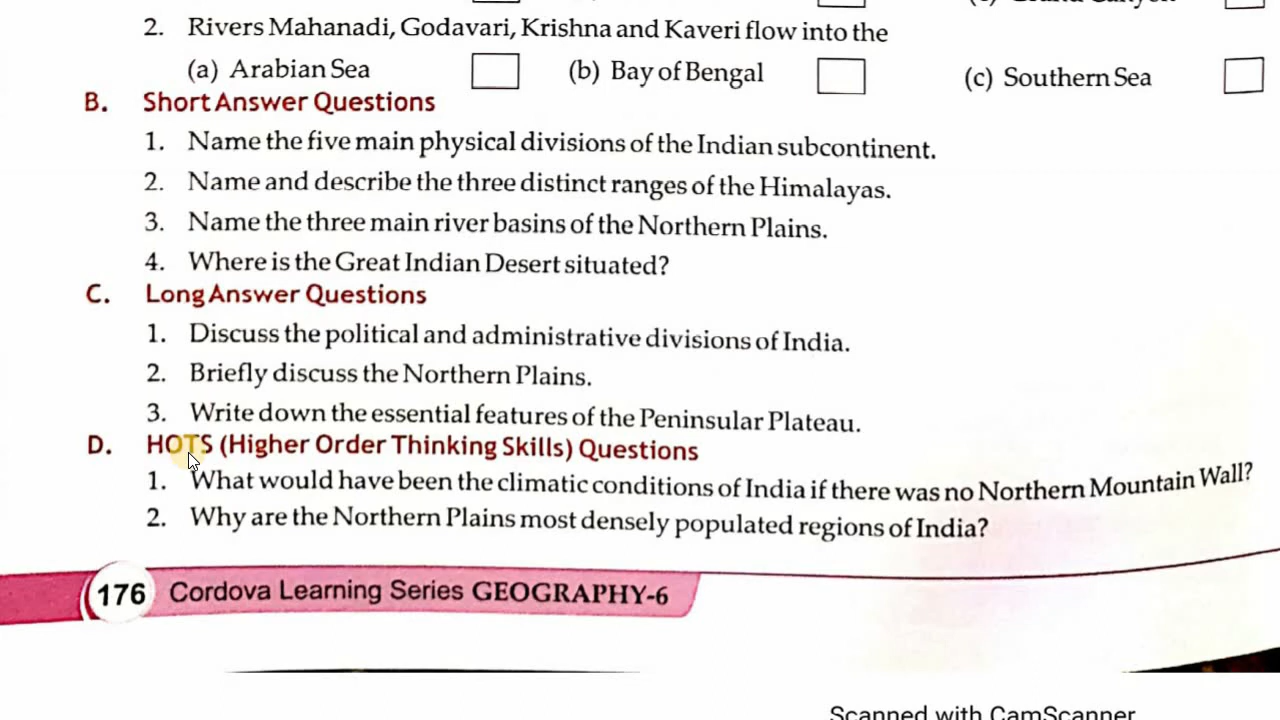 2. Rivers Mahanadi, Godavari, Krishna and Kaveri flow into the
(a) Arabian Sea (b) Bay of Bengal (c) Southern Sea
B. Short Answer Questions
1. Name the five main physical divisions of the Indian subcontinent.
2. Name and describe the three distinct ranges of the Himalayas.
3. Name the three main river basins of the Northern Plains.
4. Where is the Great Indian Desert situated?
C. Long Answer Questions
1. Discuss the political and administrative divisions of India.
2. Briefly discuss the Northern Plains.
3. Write down the essential features of the Peninsular Plateau.
D. HOTS (Higher Order Thinking Skills) Questions
1. What would have been the climatic conditions of India if there was no Northern Mountain Wall?
2. Why are the Northern Plains most densely populated regions of India?
176 Cordova Learning Series GEOGRAPHY-6
Scanned with CamScanner